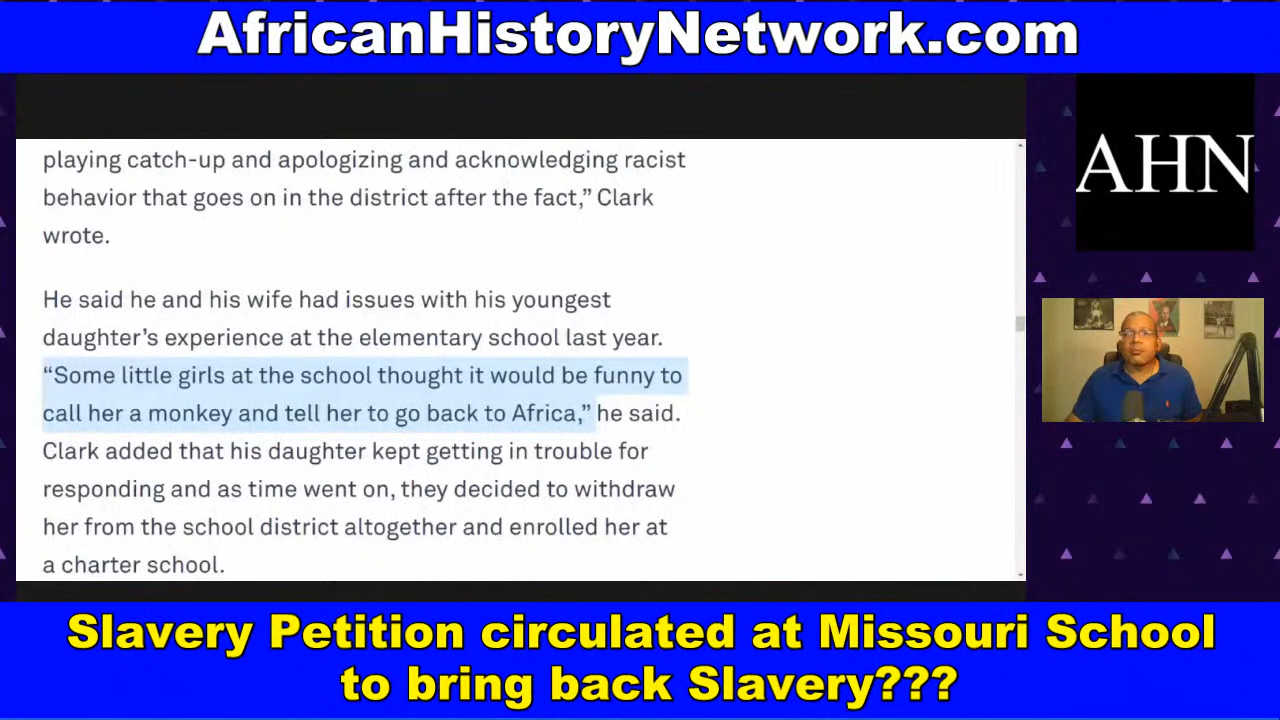 AfricanHistoryNetwork.com
AHN
playing catch-up and apologizing and acknowledging racist
behavior that goes on in the district after the fact,” Clark
wrote.
He said he and his wife had issues with his youngest
daughter’s experience at the elementary school last year.
“Some little girls at the school thought it would be funny to
call her a monkey and tell her to go back to Africa,” he said.
Clark added that his daughter kept getting in trouble for
responding and as time went on, they decided to withdraw
her from the school district altogether and enrolled her at
a charter school.
Slavery Petition circulated at Missouri School
to bring back Slavery???